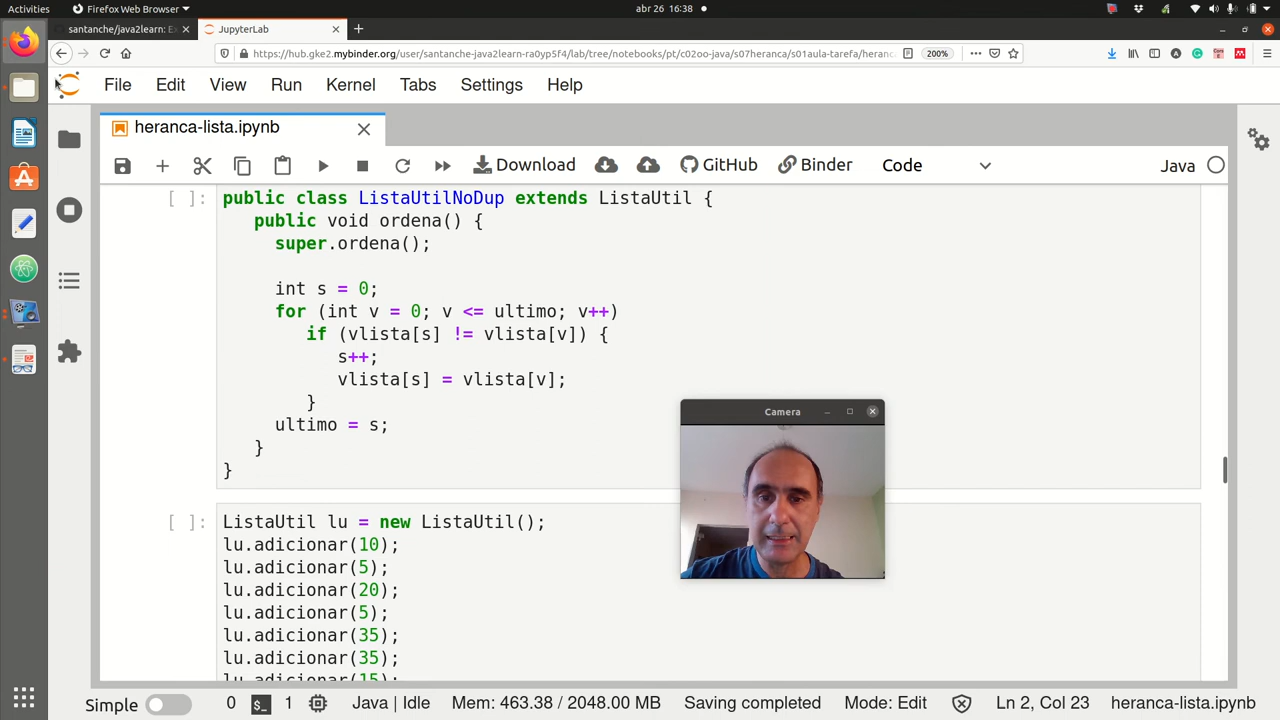 Activities
Firefox Web Browser
abr 26 16:38
santanche/java2learn: Ex
JupyterLab
https://hub.gke2.mybinder.org/user/santanche-java2learn-ra0yp5f4/lab/tree/notebooks/pt/c02oo-java/s07heranca/s01aula-tarefa/heranc
200%
File Edit View Run Kernel Tabs Settings Help
heranca-lista.ipynb
Download GitHub Binder Code Java
[ ]: public class ListaUtilNoDup extends ListaUtil {
public void ordena() {
super.ordena();
int s = 0;
for (int v = 0; v <= ultimo; v++)
if (vlista[s] != vlista[v]) {
s++;
vlista[s] = vlista[v];
}
ultimo = s;
}
}
Camera
[ ]: ListaUtil lu = new ListaUtil();
lu.adicionar(10);
lu.adicionar(5);
lu.adicionar(20);
lu.adicionar(5);
lu.adicionar(35);
lu.adicionar(35);
lu.adicionar(15);
Simple 0 $_ 1 Java | Idle Mem: 463.38 / 2048.00 MB Saving completed Mode: Edit Ln 2, Col 23 heranca-lista.ipynb